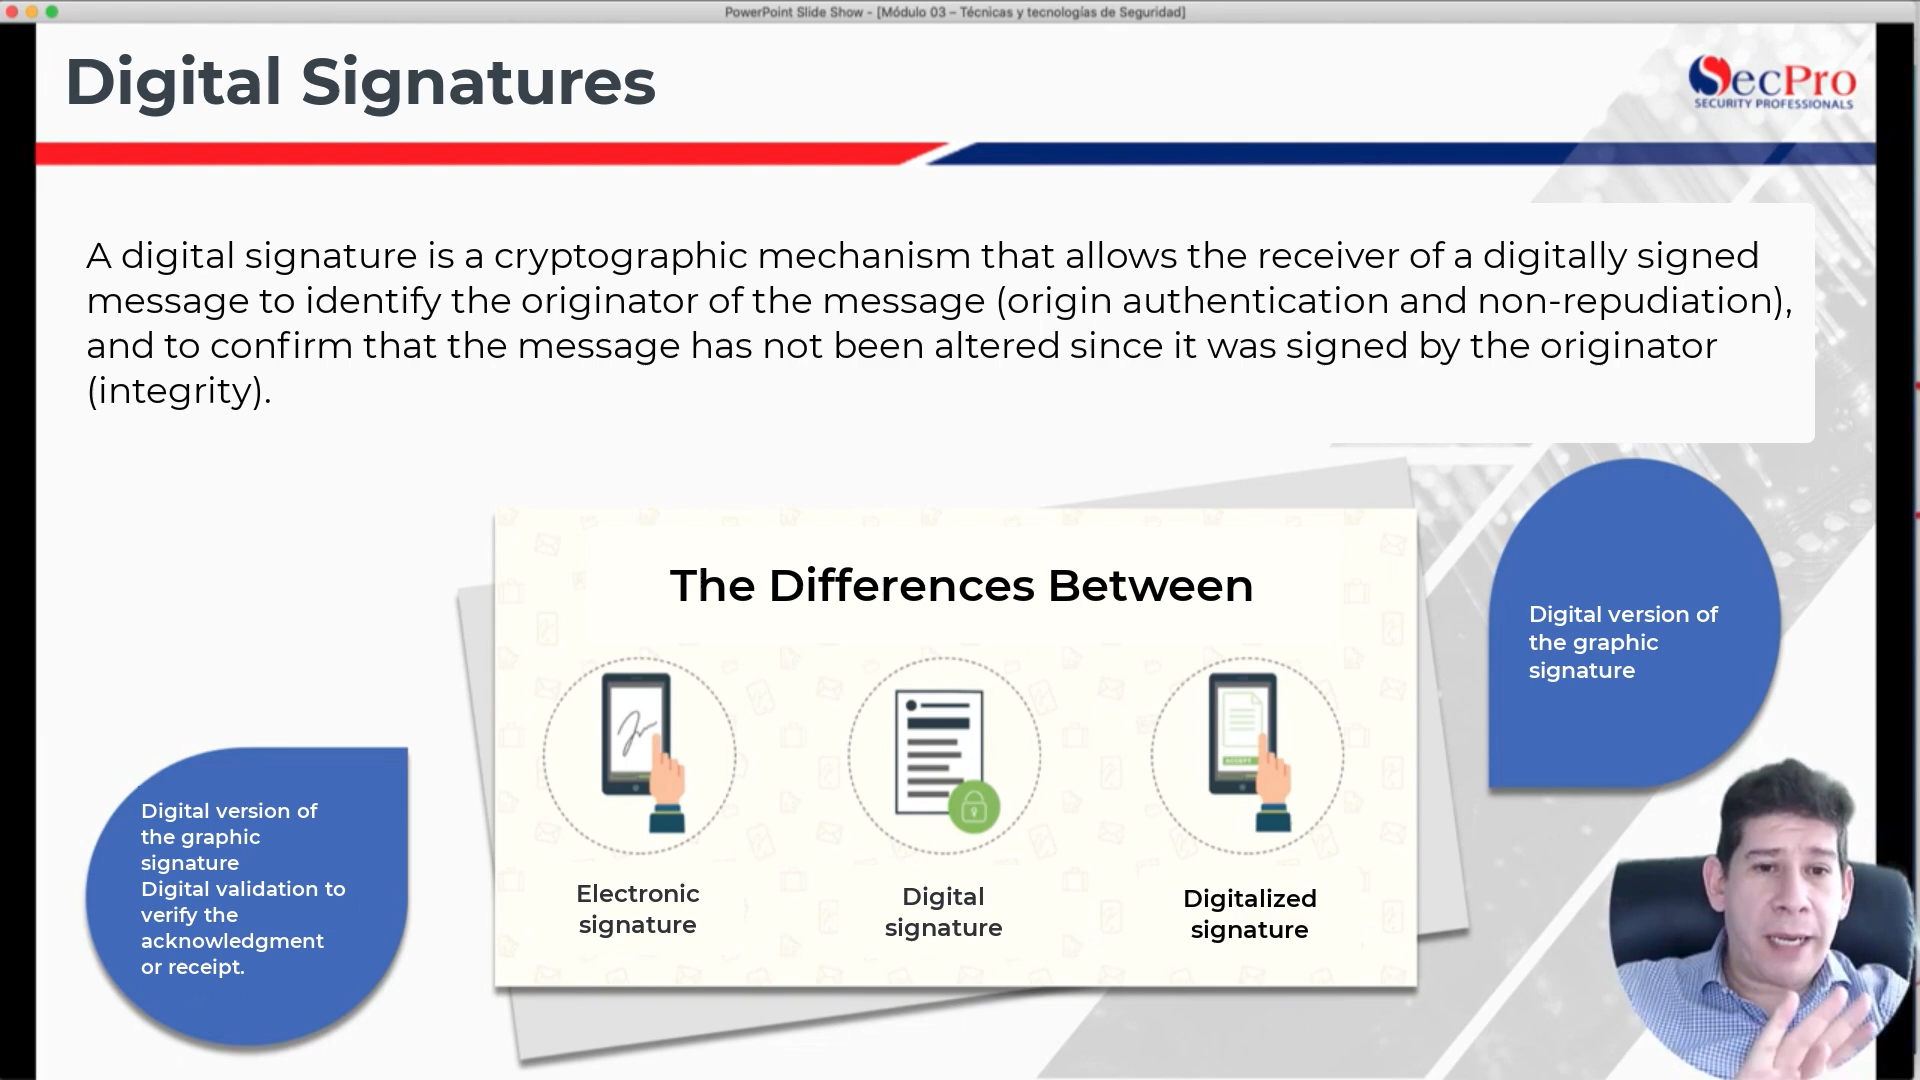 PowerPoint Slide Show - [Módulo 03 – Técnicas y tecnologías de Seguridad]
Digital Signatures
SecPro
SECURITY PROFESSIONALS
A digital signature is a cryptographic mechanism that allows the receiver of a digitally signed
message to identify the originator of the message (origin authentication and non-repudiation),
and to confirm that the message has not been altered since it was signed by the originator
(integrity).
The Differences Between
Electronic
signature
Digital
signature
ACCEPT
Digitalized
signature
Digital version of
the graphic
signature
Digital validation to
verify the
acknowledgment
or receipt.
Digital version of
the graphic
signature